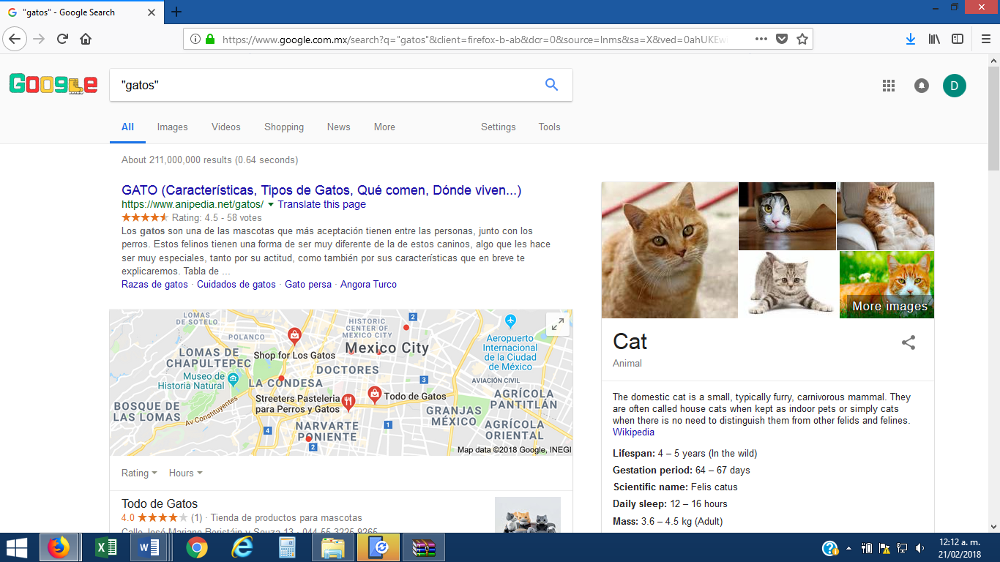 "gatos" - Google Search
https://www.google.com.mx/search?q="gatos"&client=firefox-b-ab&dcr=0&source=lnms&sa=X&ved=0ahUKEw
Google
"gatos"
D
All Images Videos Shopping News More Settings Tools
About 211,000,000 results (0.64 seconds)
GATO (Características, Tipos de Gatos, Qué comen, Dónde viven...)
https://www.anipedia.net/gatos/ Translate this page
Rating: 4.5 - 58 votes
Los gatos son una de las mascotas que más aceptación tienen entre las personas, junto con los
perros. Estos felinos tienen una forma de ser muy diferente de la de estos caninos, algo que les hace
ser muy especiales, tanto por su actitud, como también por sus características que en breve te
explicaremos. Tabla de ...
Razas de gatos · Cuidados de gatos · Gato persa · Angora Turco
LOMAS
DE SOTELO
POLANCO
LOMAS DE
CHAPULTEPEC
Museo de
Historia Natural
BOSQUE DE
LAS LOMAS
Av Constituyentes
Shop for Los Gatos
LA CONDESA
HISTORIC
CENTER OF
MEXICO CITY
Mexico City
DOCTORES
Streeters Pasteleria
para Perros y Gatos
Todo de Gatos
NARVARTE
PONIENTE
GRANJAS
MÉXICO
2
3
1
4
2
Aeropuerto
Internacional
de la Ciudad
de México
AVIACIÓN CIVIL
AGRÍCOLA
PANTITLÁN
AGRÍCOLA
ORIENTAL
Map data ©2018 Google, INEGI
Rating Hours
Todo de Gatos
4.0 (1) · Tienda de productos para mascotas
Calle José Mariano Beristáin y Souza 13 · 044 55 3225 9265
More images
Cat
Animal
The domestic cat is a small, typically furry, carnivorous mammal. They
are often called house cats when kept as indoor pets or simply cats
when there is no need to distinguish them from other felids and felines.
Wikipedia
Lifespan: 4 – 5 years (In the wild)
Gestation period: 64 – 67 days
Scientific name: Felis catus
Daily sleep: 12 – 16 hours
Mass: 3.6 – 4.5 kg (Adult)
12:12 a. m.
21/02/2018